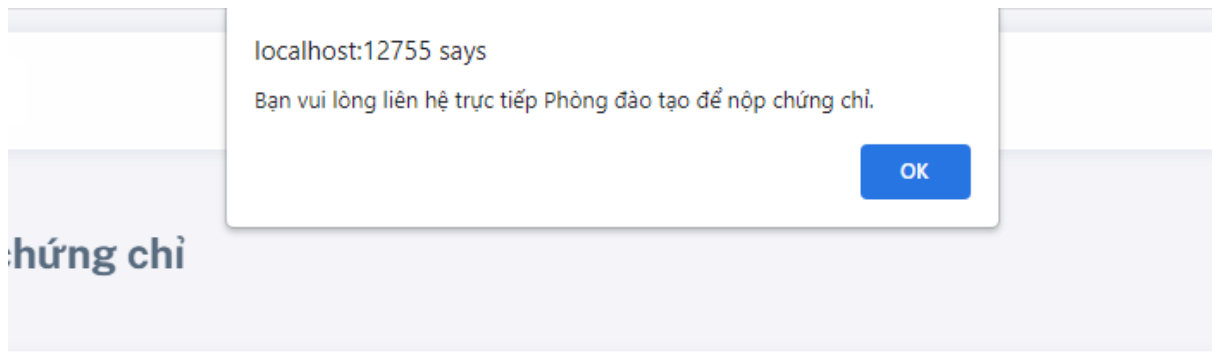 localhost:12755 says
Bạn vui lòng liên hệ trực tiếp Phòng đào tạo để nộp chứng chỉ.
OK
chứng chỉ